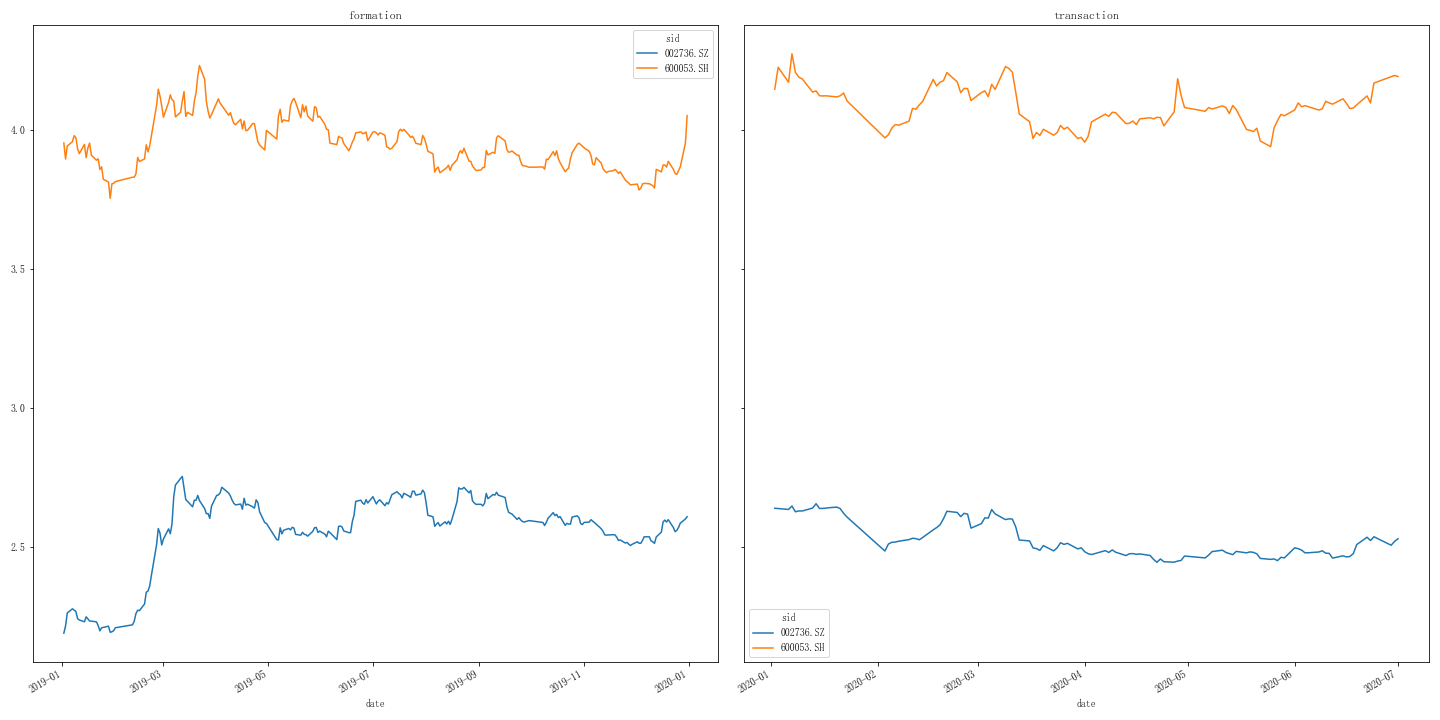 formation
sid
002736.SZ
600053.SH
4.0
3.5
3.0
2.5
2019-01
2019-03
2019-05
2019-07
2019-09
2019-11
2020-01
date
transaction
sid
002736.SZ
600053.SH
2020-01
2020-02
2020-03
2020-04
2020-05
2020-06
2020-07
date